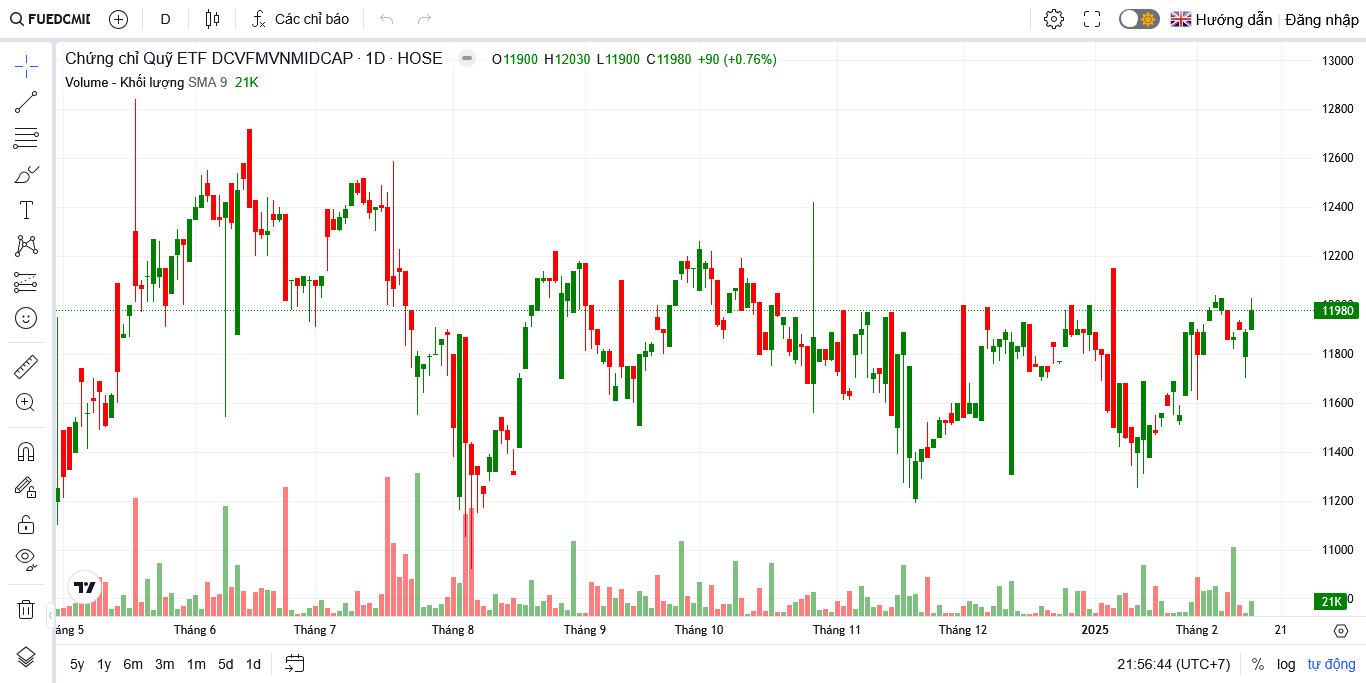 FUEDCMID
D
Các chỉ báo
Hướng dẫn
Đăng nhập
Chứng chỉ Quỹ ETF DCVFMVNMIDCAP · 1D · HOSE
O11900 H12030 L11900 C11980 +90 (+0.76%)
Volume - Khối lượng SMA 9 21K
13000
12800
12600
12400
12200
12000
11980
11800
11600
11400
11200
11000
21K
áng 5
Tháng 6
Tháng 7
Tháng 8
Tháng 9
Tháng 10
Tháng 11
Tháng 12
2025
Tháng 2
21
5y 1y 6m 3m 1m 5d 1d
21:56:44 (UTC+7)
%
log
tự động